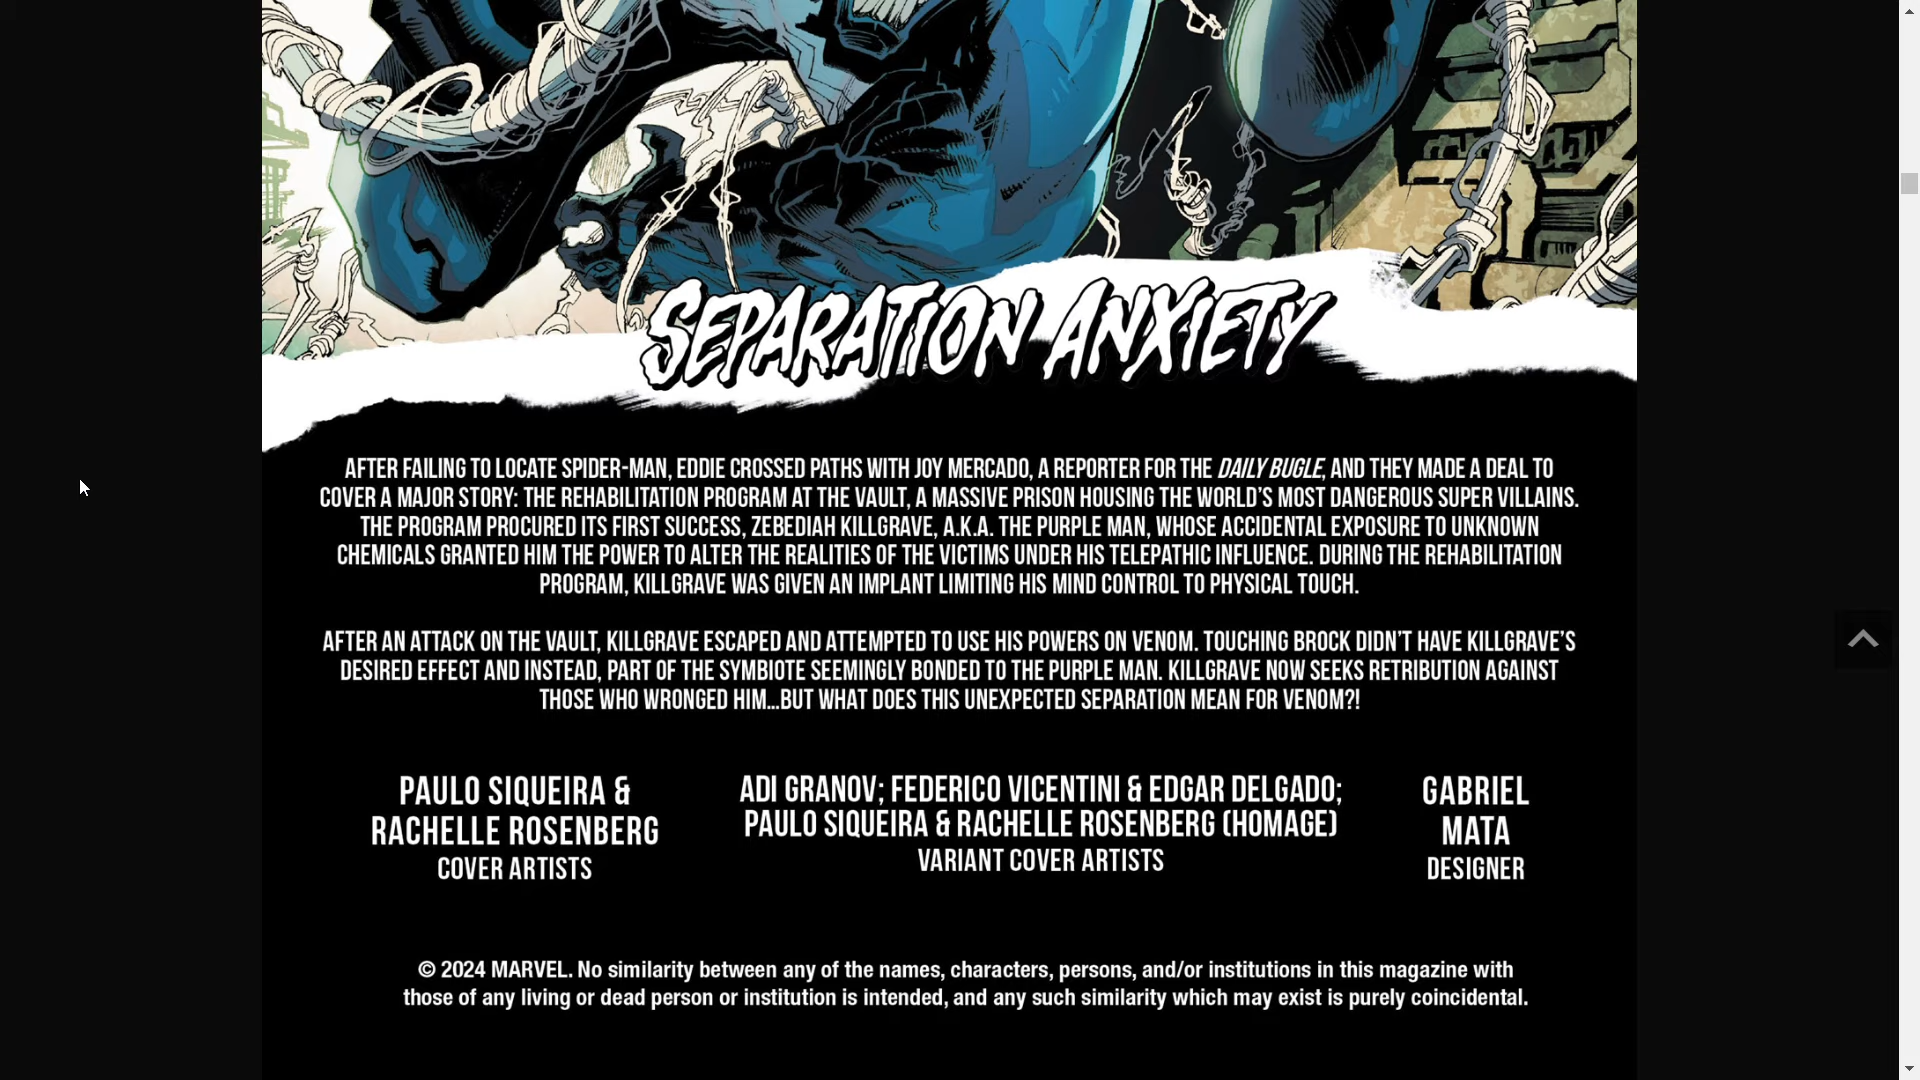 SEPARATION ANXIETY
AFTER FAILING TO LOCATE SPIDER-MAN, EDDIE CROSSED PATHS WITH JOY MERCADO, A REPORTER FOR THE DAILY BUGLE, AND THEY MADE A DEAL TO
COVER A MAJOR STORY: THE REHABILITATION PROGRAM AT THE VAULT, A MASSIVE PRISON HOUSING THE WORLD'S MOST DANGEROUS SUPER VILLAINS.
THE PROGRAM PROCURED ITS FIRST SUCCESS, ZEBEDIAH KILLGRAVE, A.K.A. THE PURPLE MAN, WHOSE ACCIDENTAL EXPOSURE TO UNKNOWN
CHEMICALS GRANTED HIM THE POWER TO ALTER THE REALITIES OF THE VICTIMS UNDER HIS TELEPATHIC INFLUENCE. DURING THE REHABILITATION
PROGRAM, KILLGRAVE WAS GIVEN AN IMPLANT LIMITING HIS MIND CONTROL TO PHYSICAL TOUCH.
AFTER AN ATTACK ON THE VAULT, KILLGRAVE ESCAPED AND ATTEMPTED TO USE HIS POWERS ON VENOM. TOUCHING BROCK DIDN'T HAVE KILLGRAVE'S
DESIRED EFFECT AND INSTEAD, PART OF THE SYMBIOTE SEEMINGLY BONDED TO THE PURPLE MAN. KILLGRAVE NOW SEEKS RETRIBUTION AGAINST
THOSE WHO WRONGED HIM...BUT WHAT DOES THIS UNEXPECTED SEPARATION MEAN FOR VENOM?!
PAULO SIQUEIRA &
RACHELLE ROSENBERG
COVER ARTISTS
ADI GRANOV; FEDERICO VICENTINI & EDGAR DELGADO;
PAULO SIQUEIRA & RACHELLE ROSENBERG (HOMAGE)
VARIANT COVER ARTISTS
GABRIEL
MATA
DESIGNER
© 2024 MARVEL. No similarity between any of the names, characters, persons, and/or institutions in this magazine with
those of any living or dead person or institution is intended, and any such similarity which may exist is purely coincidental.